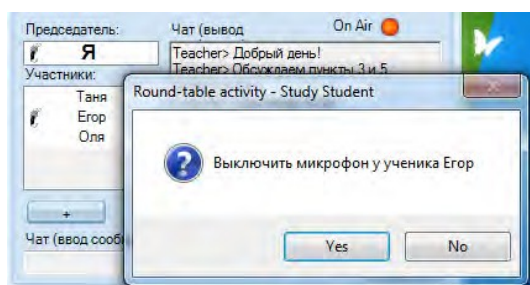 Председатель:
Чат (вывод
On Air
Я
Teacher> Добрый день!
Teacher> Обсуждаем пункты 3 и 5
Участники:
Таня
Егор
Оля
Round-table activity - Study Student
Выключить микрофон у ученика Егор
+
Чат (ввод сооб
Yes
No